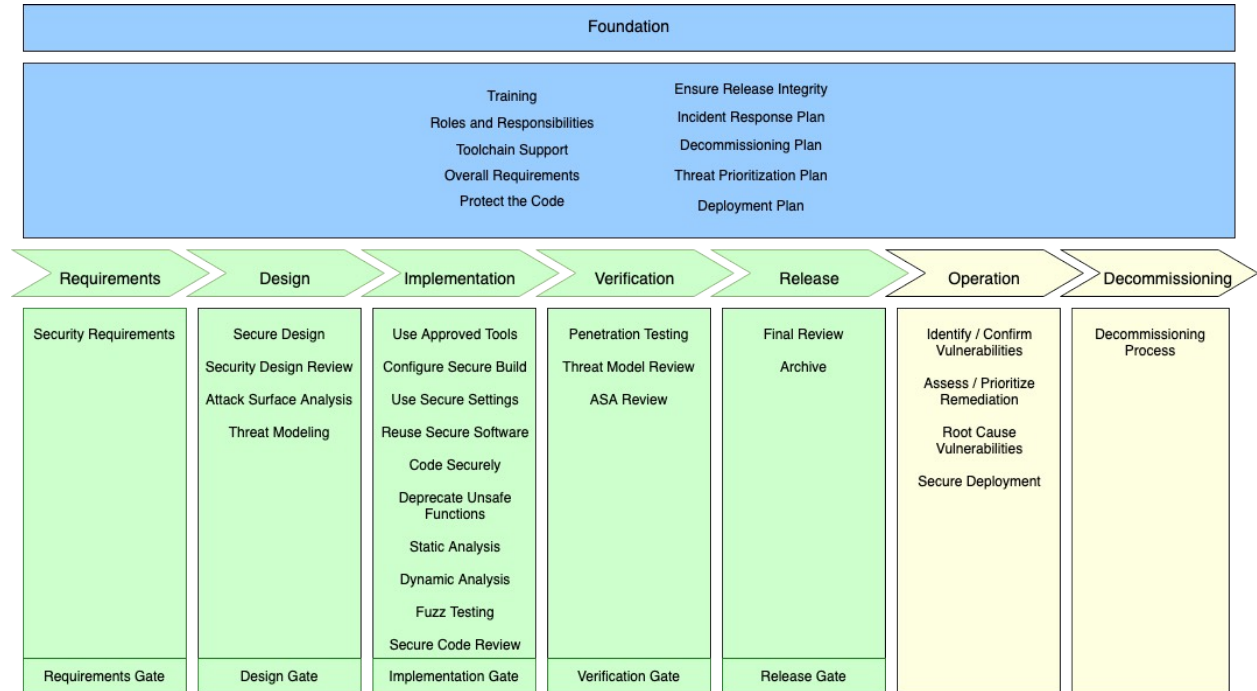 Foundation
Training
Roles and Responsibilities
Toolchain Support
Overall Requirements
Protect the Code
Ensure Release Integrity
Incident Response Plan
Decommissioning Plan
Threat Prioritization Plan
Deployment Plan
Requirements
Design
Implementation
Verification
Release
Operation
Decommissioning
Security Requirements
Requirements Gate
Secure Design
Security Design Review
Attack Surface Analysis
Threat Modeling
Design Gate
Use Approved Tools
Configure Secure Build
Use Secure Settings
Reuse Secure Software
Code Securely
Deprecate Unsafe
Functions
Static Analysis
Dynamic Analysis
Fuzz Testing
Secure Code Review
Implementation Gate
Penetration Testing
Threat Model Review
ASA Review
Verification Gate
Final Review
Archive
Release Gate
Identify / Confirm
Vulnerabilities
Assess / Prioritize
Remediation
Root Cause
Vulnerabilities
Secure Deployment
Decommissioning
Process